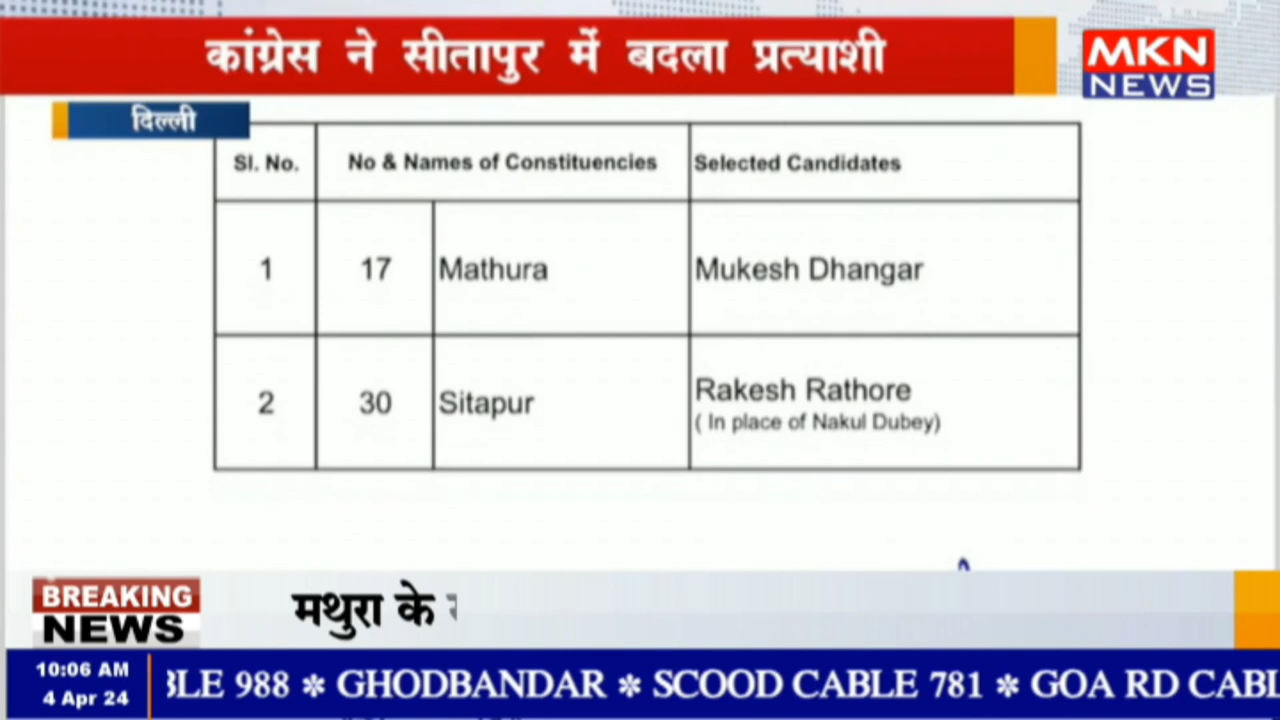 कांग्रेस ने सीतापुर में बदला प्रत्याशी
MKN
NEWS
दिल्ली
Sl. No. No & Names of Constituencies Selected Candidates
1 17 Mathura Mukesh Dhangar
2 30 Sitapur Rakesh Rathore
( In place of Nakul Dubey)
BREAKING
NEWS
मथुरा के
10:06 AM
4 Apr 24
988 * GHODBANDAR * SCOOD CABLE 781 * GOA RD